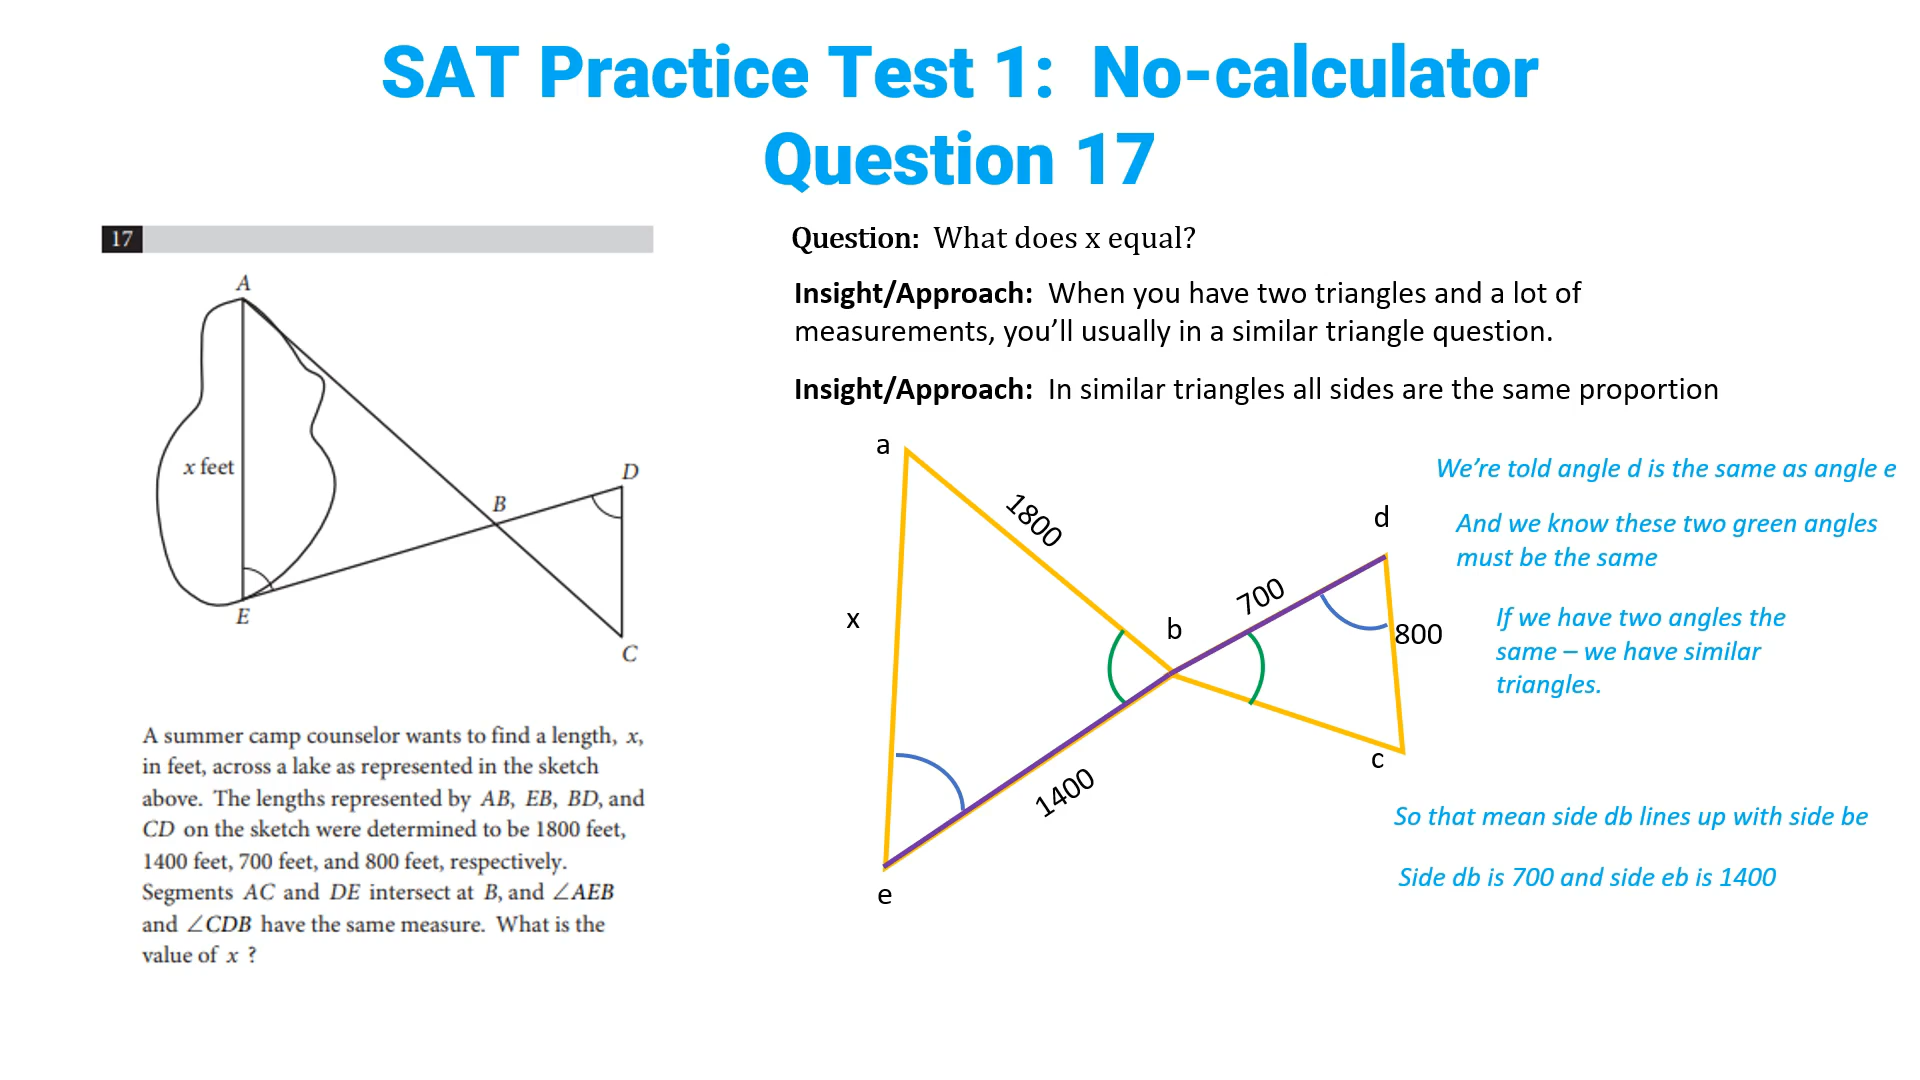 SAT Practice Test 1:  No-calculator
Question 17
17
A
x feet
D
B
E
C
A summer camp counselor wants to find a length, x,
in feet, across a lake as represented in the sketch
above. The lengths represented by AB, EB, BD, and
CD on the sketch were determined to be 1800 feet,
1400 feet, 700 feet, and 800 feet, respectively.
Segments AC and DE intersect at B, and ∠AEB
and ∠CDB have the same measure. What is the
value of x ?
Question:  What does x equal?
Insight/Approach:  When you have two triangles and a lot of
measurements, you’ll usually in a similar triangle question.
Insight/Approach:  In similar triangles all sides are the same proportion
a
1800
d
700
b
x
800
1400
c
e
We’re told angle d is the same as angle e
And we know these two green angles
must be the same
If we have two angles the
same – we have similar
triangles.
So that mean side db lines up with side be
Side db is 700 and side eb is 1400